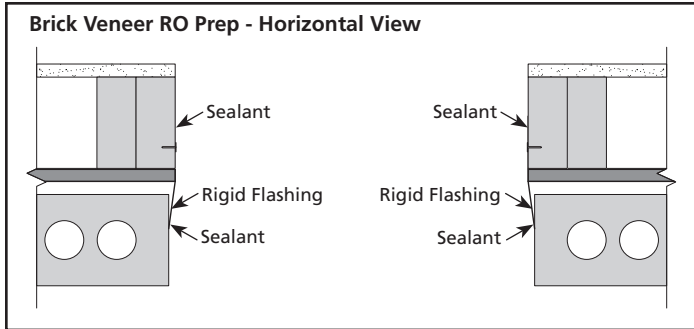 Brick Veneer RO Prep - Horizontal View
Sealant
Sealant
Rigid Flashing
Rigid Flashing
Sealant
Sealant